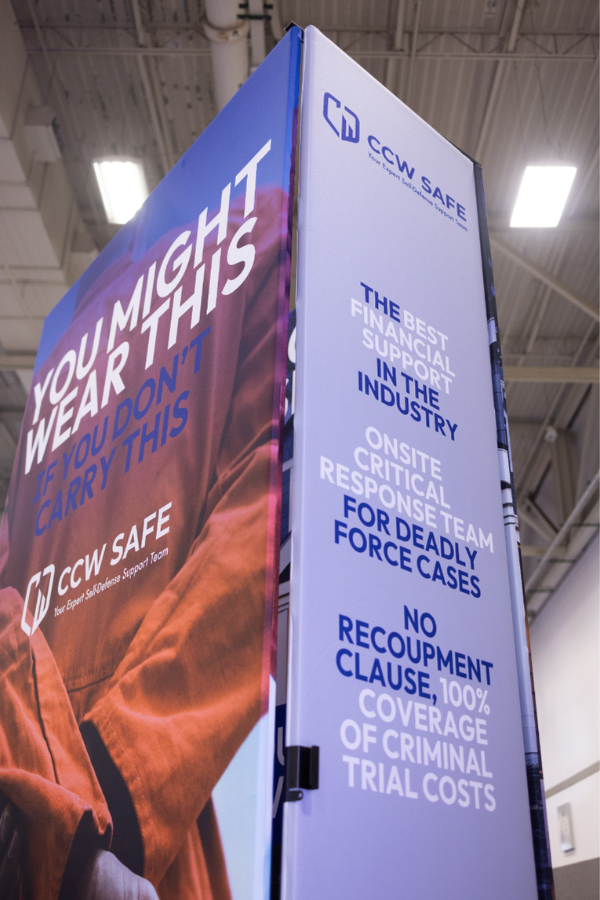 YOU MIGHT
WEAR THIS
IF YOU DON'T
CARRY THIS
CCW SAFE
Your Expert Self-Defense Support Team
CCW SAFE
Your Expert Self-Defense Support Team
THE BEST
FINANCIAL
SUPPORT
IN THE
INDUSTRY
ONSITE
CRITICAL
RESPONSE TEAM
FOR DEADLY
FORCE CASES
NO
RECOUPMENT
CLAUSE, 100%
COVERAGE
OF CRIMINAL
TRIAL COSTS